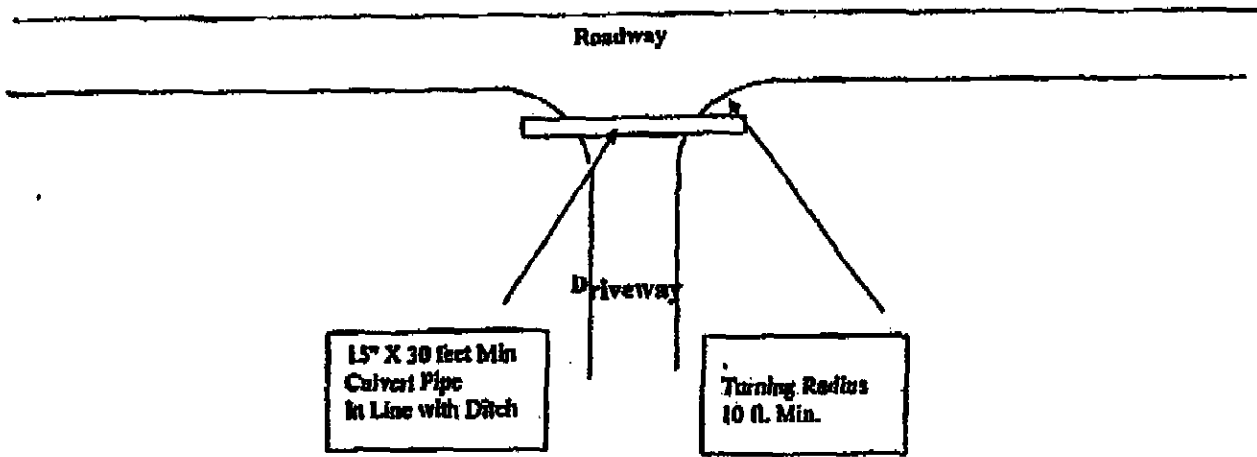 Roadway
Driveway
15" X 30 feet Min
Culvert Pipe
In Line with Ditch
Turning Radius
10 ft. Min.